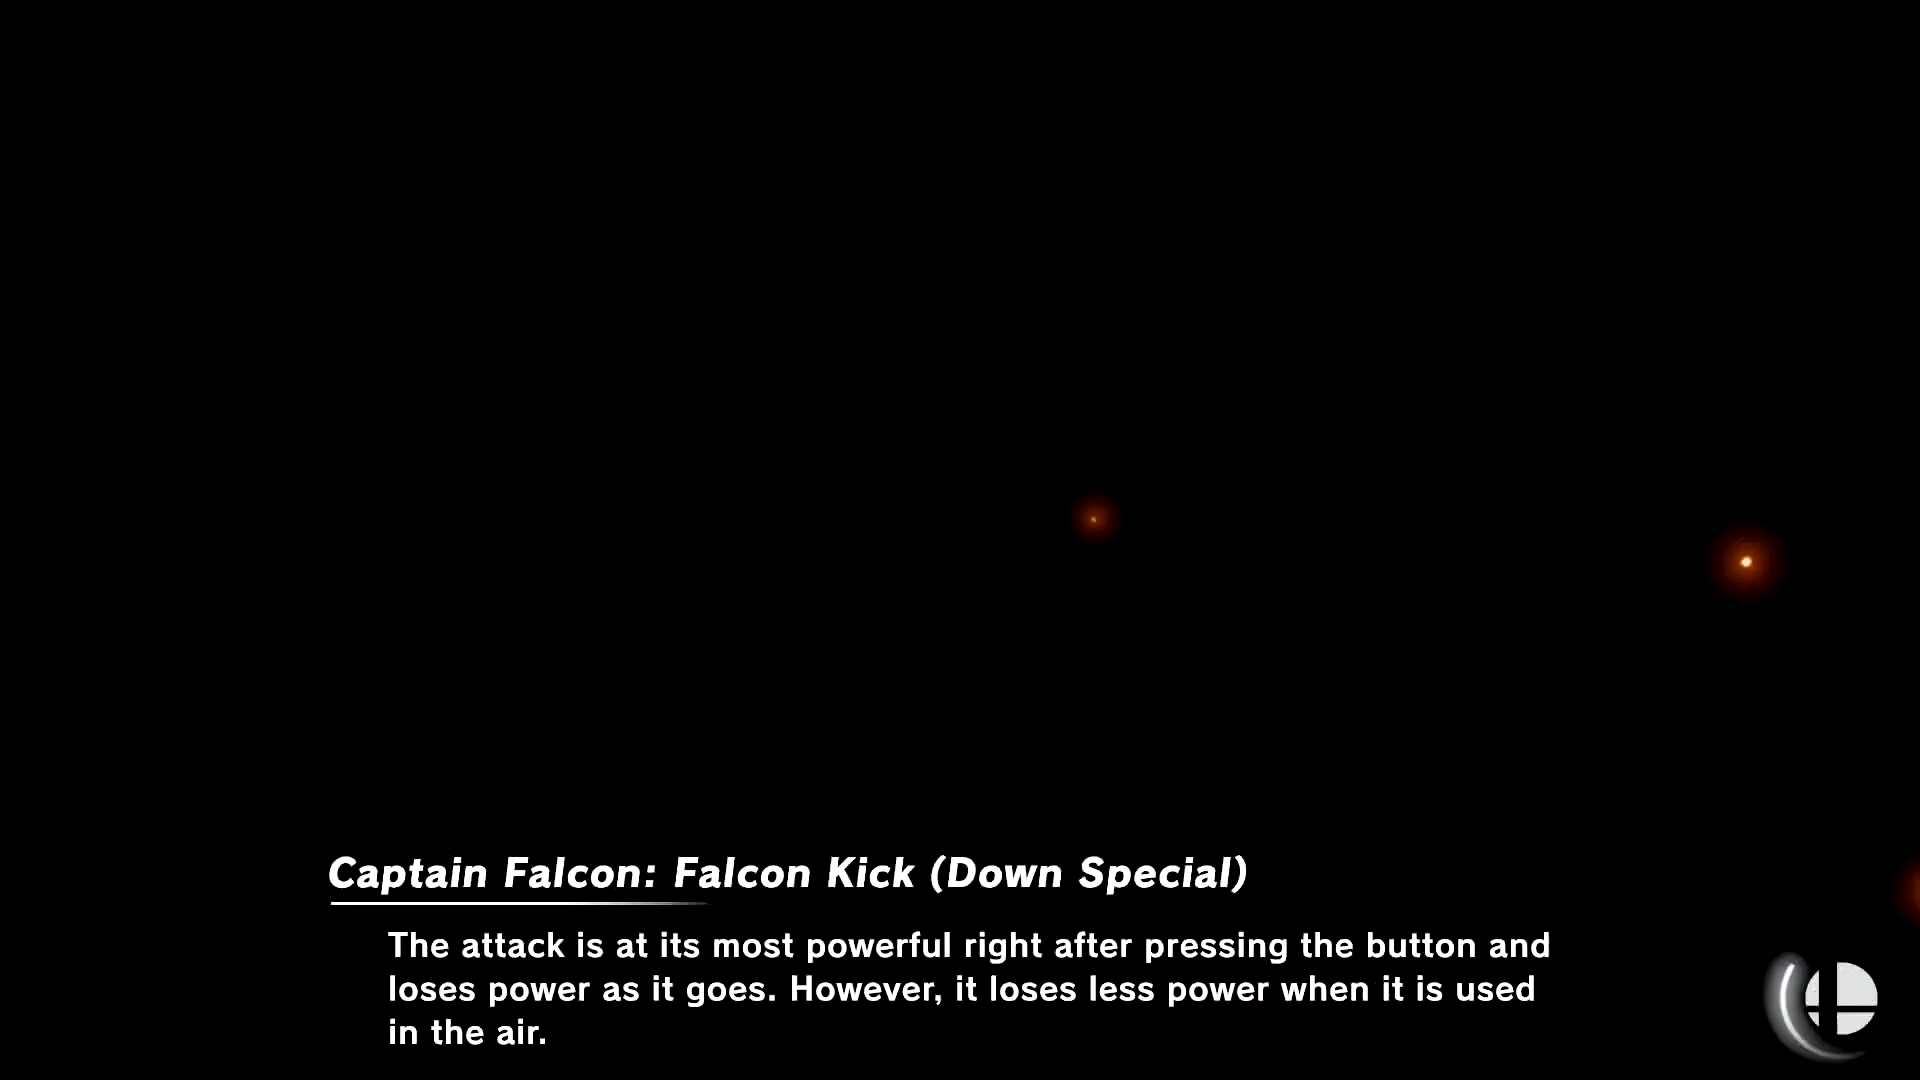 Captain Falcon: Falcon Kick (Down Special)
The attack is at its most powerful right after pressing the button and
loses power as it goes. However, it loses less power when it is used
in the air.